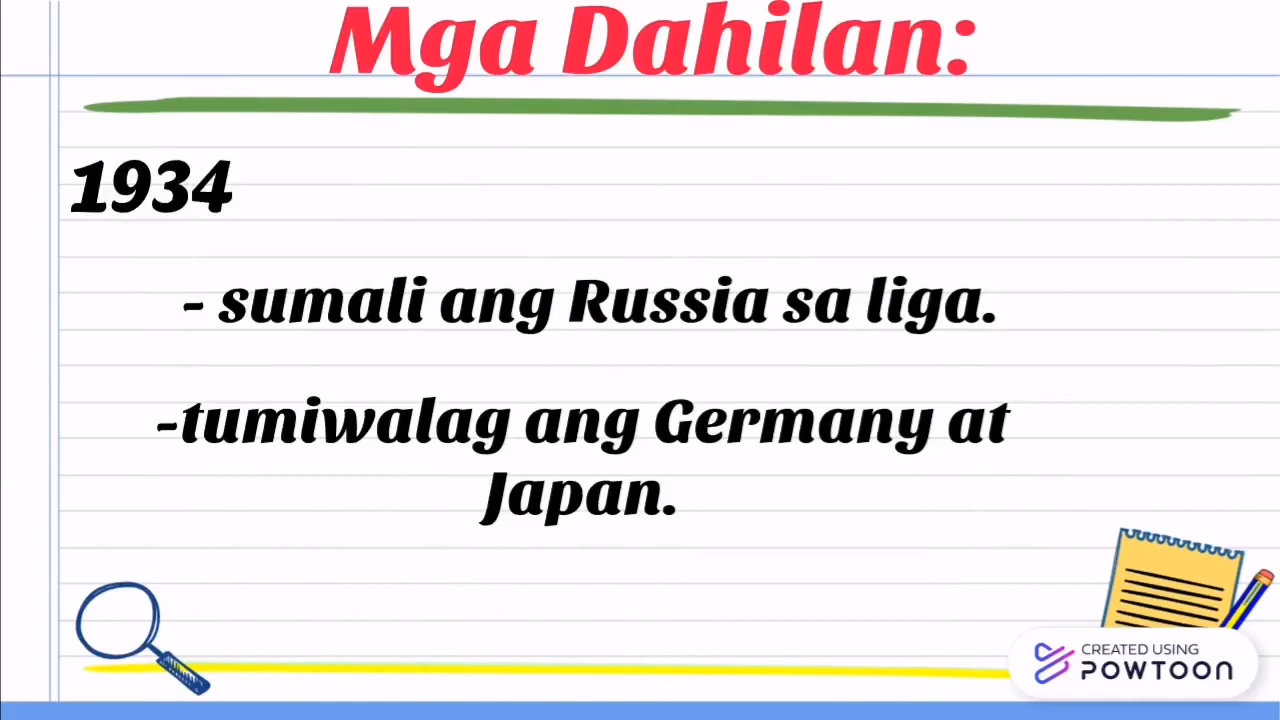 Mga Dahilan:
1934
- sumali ang Russia sa liga.
-tumiwalag ang Germany at
Japan.
CREATED USING
POWTOON